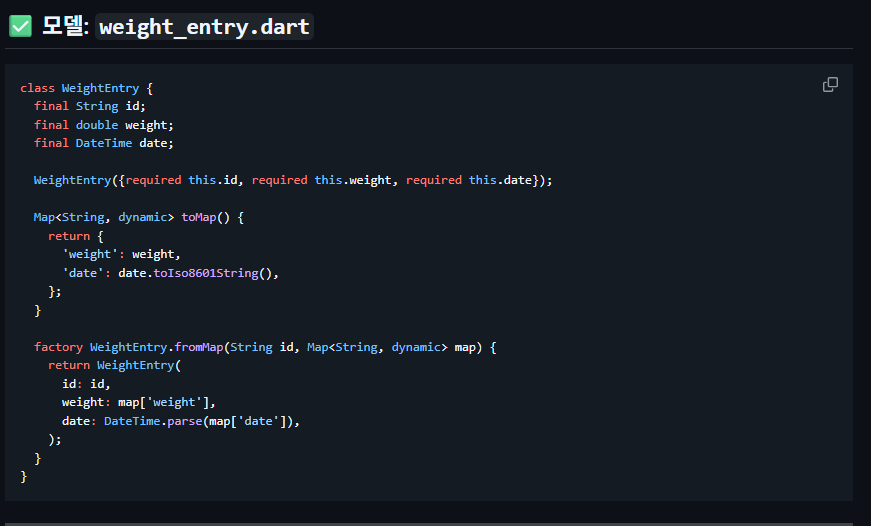 ✅ 모델: weight_entry.dart
class WeightEntry {
  final String id;
  final double weight;
  final DateTime date;

  WeightEntry({required this.id, required this.weight, required this.date});

  Map<String, dynamic> toMap() {
    return {
      'weight': weight,
      'date': date.toIso8601String(),
    };
  }

  factory WeightEntry.fromMap(String id, Map<String, dynamic> map) {
    return WeightEntry(
      id: id,
      weight: map['weight'],
      date: DateTime.parse(map['date']),
    );
  }
}